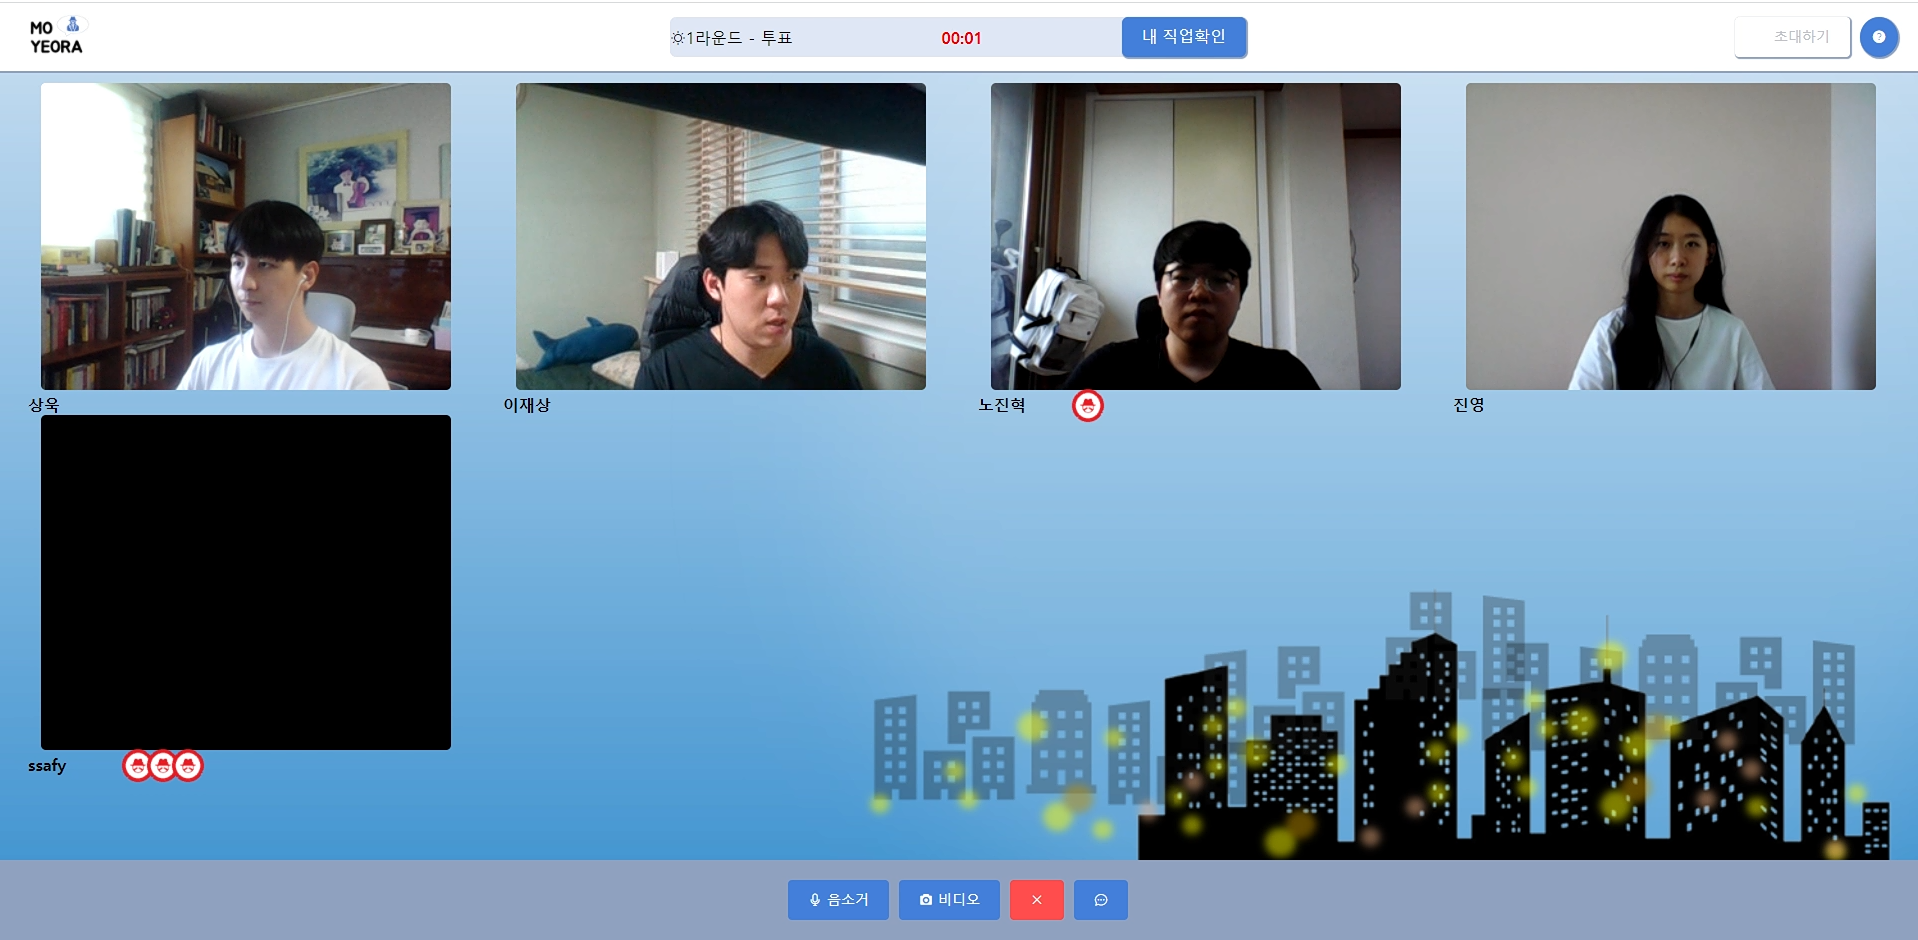 MO
YEORA
1라운드 - 투표
00:01
내 직업확인
초대하기
?
상욱
이재상
노진혁
진영
ssafy
음소거
비디오